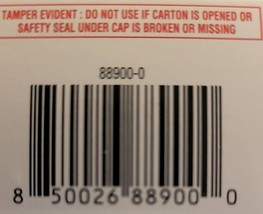 TAMPER EVIDENT : DO NOT USE IF CARTON IS OPENED OR
SAFETY SEAL UNDER CAP IS BROKEN OR MISSING
88900-0
8 50026 88900 0